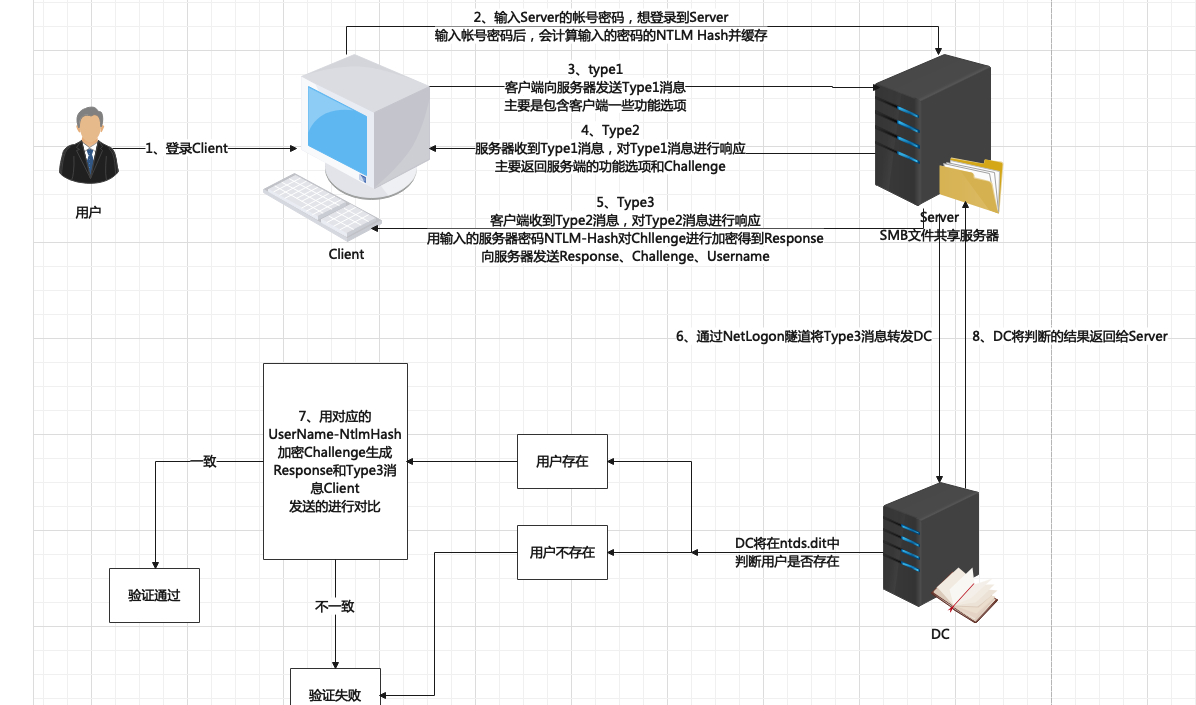 2、输入Server的帐号密码，想登录到Server
输入帐号密码后，会计算输入的密码的NTLM Hash并缓存
3、type1
客户端向服务器发送Type1消息
主要是包含客户端一些功能选项
4、Type2
服务器收到Type1消息，对Type1消息进行响应
主要返回服务端的功能选项和Challenge
1、登录Client
用户
5、Type3
客户端收到Type2消息，对Type2消息进行响应
用输入的服务器密码NTLM-Hash对Chllenge进行加密得到Response
向服务器发送Response、Challenge、Username
Client
Server
SMB文件共享服务器
6、通过NetLogon隧道将Type3消息转发DC
8、DC将判断的结果返回给Server
7、用对应的
UserName-NtlmHash
加密Challenge生成
Response和Type3消
息Client
发送的进行对比
一致
用户存在
用户不存在
DC将在ntds.dit中
判断用户是否存在
验证通过
不一致
DC
验证失败